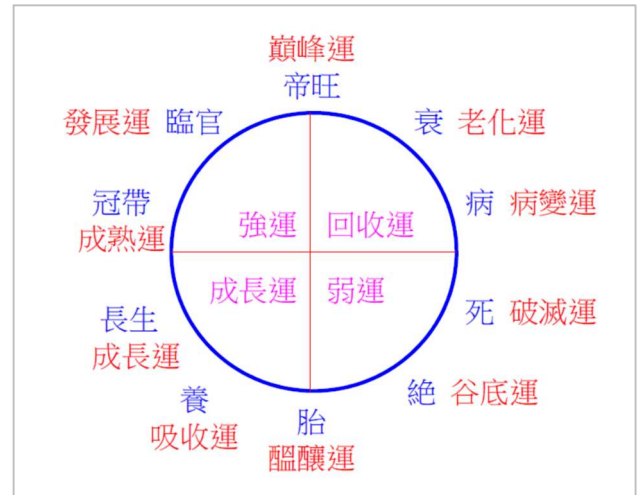 巔峰運
帝旺
發展運 臨官
衰 老化運
冠帶
成熟運
病 病變運
強運 回收運
成長運 弱運
長生
成長運
死 破滅運
養
吸收運
絕 谷底運
胎
醞釀運